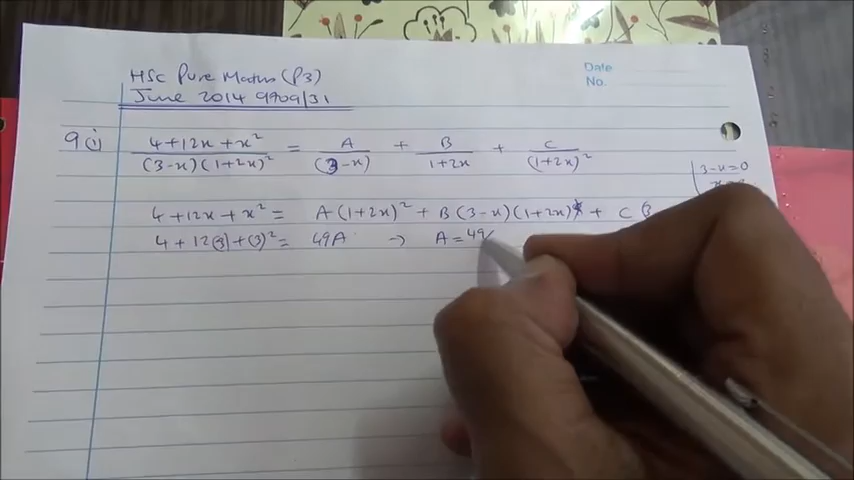 HSC Pure Maths (P3)
June 2014 9709/31
Date
No.
9(i) 4+12x+x² / (3-x)(1+2x)² = A / (3-x) + B / 1+2x + C / (1+2x)²
3-x=0
4+12x+x² = A(1+2x)² + B(3-x)(1+2x) + C
4+12(3)+(3)² = 49A → A=49/